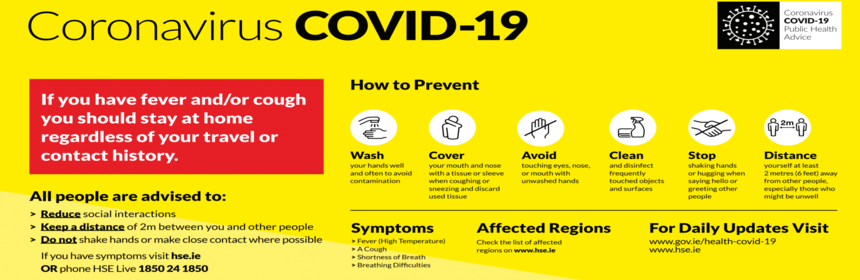 Coronavirus COVID-19
Coronavirus
COVID-19
Public Health
Advice
If you have fever and/or cough
you should stay at home
regardless of your travel or
contact history.
All people are advised to:
> Reduce social interactions
> Keep a distance of 2m between you and other people
> Do not shake hands or make close contact where possible
If you have symptoms visit hse.ie
OR phone HSE Live 1850 24 1850
How to Prevent
Wash
your hands well
and often to avoid
contamination
Cover
your mouth and nose
with a tissue or sleeve
when coughing or
sneezing and discard
used tissue
Avoid
touching eyes, nose,
or mouth with
unwashed hands
Clean
and disinfect
frequently
touched objects
and surfaces
Stop
shaking hands
or hugging when
saying hello or
greeting other
people
2m
Distance
yourself at least
2 metres (6 feet) away
from other people,
especially those who
might be unwell
Symptoms
> Fever (High Temperature)
> A Cough
> Shortness of Breath
> Breathing Difficulties
Affected Regions
Check the list of affected
regions on www.hse.ie
For Daily Updates Visit
www.gov.ie/health-covid-19
www.hse.ie